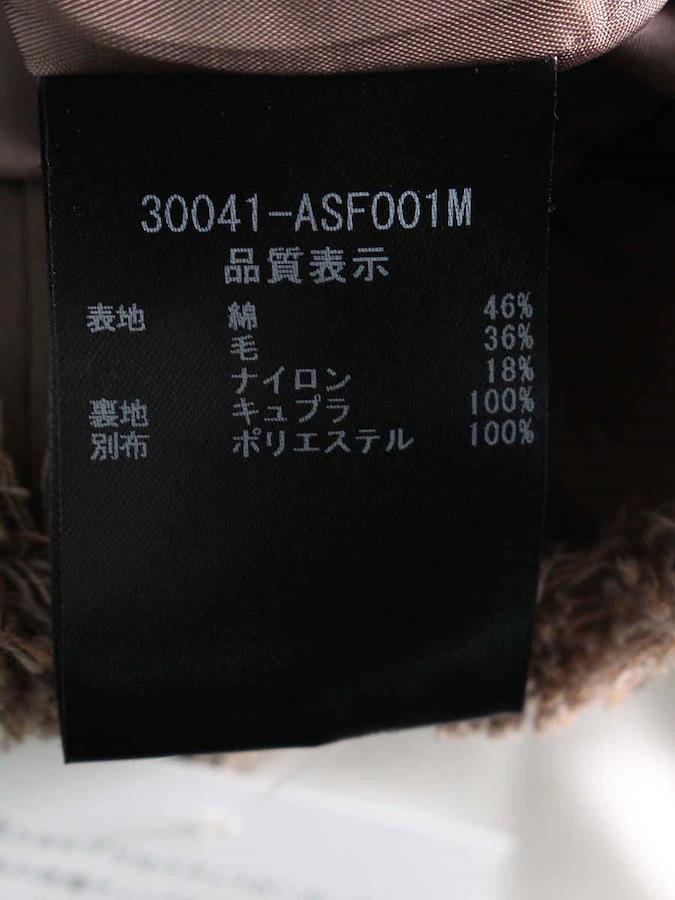 30041-ASF001M
品質表示
表地 綿 46%
毛 36%
ナイロン 18%
裏地 キュプラ 100%
別布 ポリエステル 100%